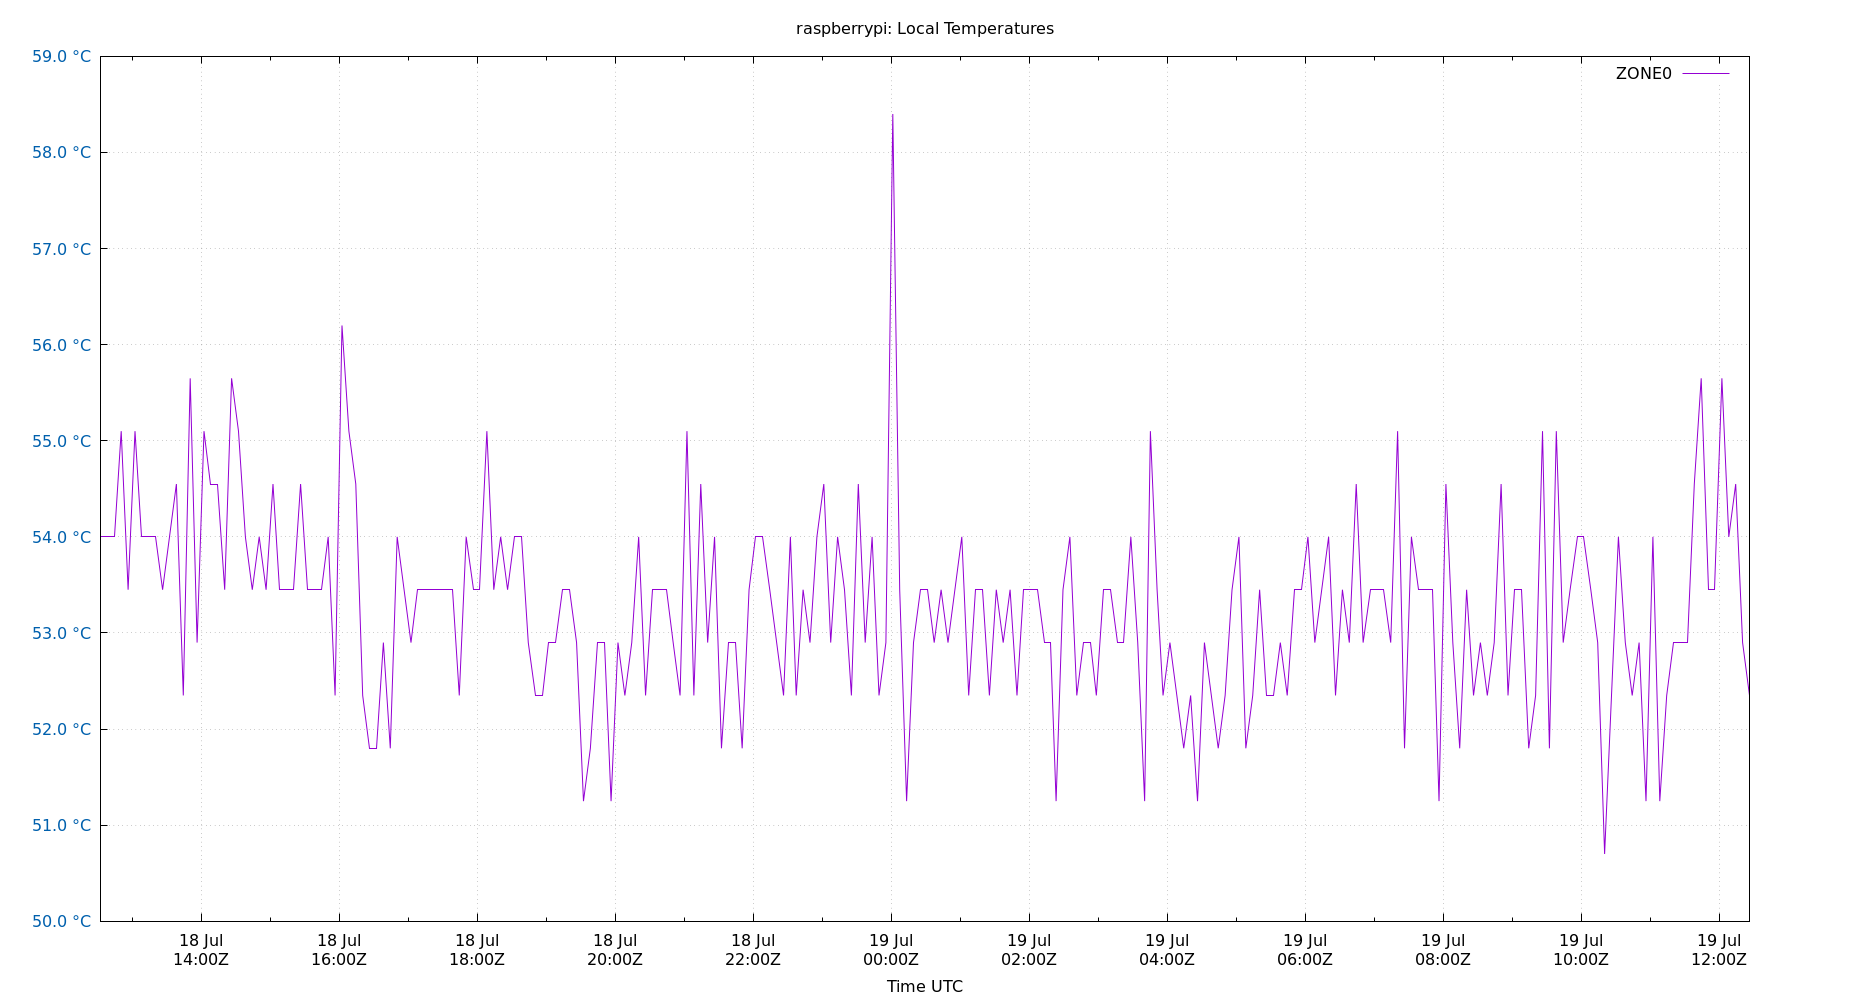 raspberrypi: Local Temperatures
59.0 °C
ZONE0
58.0 °C
57.0 °C
56.0 °C
55.0 °C
54.0 °C
53.0 °C
52.0 °C
51.0 °C
50.0 °C
18 Jul 18 Jul 18 Jul 18 Jul 18 Jul 19 Jul 19 Jul 19 Jul 19 Jul 19 Jul 19 Jul 19 Jul
14:00Z 16:00Z 18:00Z 20:00Z 22:00Z 00:00Z 02:00Z 04:00Z 06:00Z 08:00Z 10:00Z 12:00Z
Time UTC